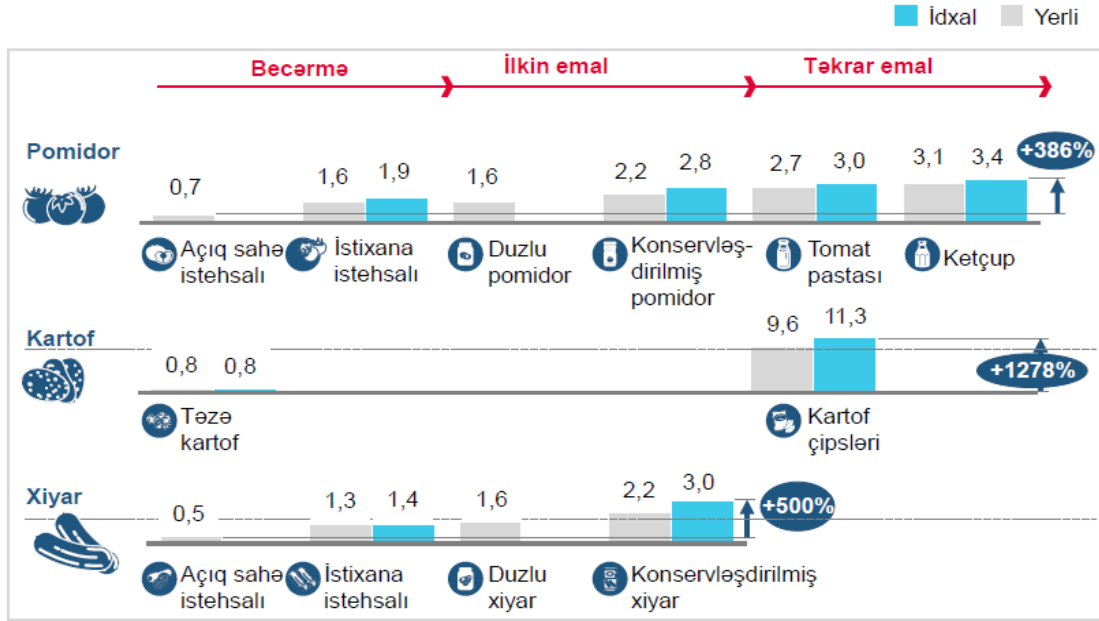 İdxal Yerli
Becərmə İlkin emal Təkrar emal
Pomidor
0,7 1,6 1,9 1,6 2,2 2,8 2,7 3,0 3,1 3,4 +386%
Açıq sahə
istehsalı
İstixana
istehsalı
Duzlu
pomidor
Konservləş-
dirilmiş
pomidor
Tomat
pastası
Ketçup
Kartof
0,8 0,8 9,6 11,3 +1278%
Təzə
kartof
Kartof
çipsləri
Xiyar
0,5 1,3 1,4 1,6 2,2 3,0 +500%
Açıq sahə
istehsalı
İstixana
istehsalı
Duzlu
xiyar
Konservləşdirilmiş
xiyar